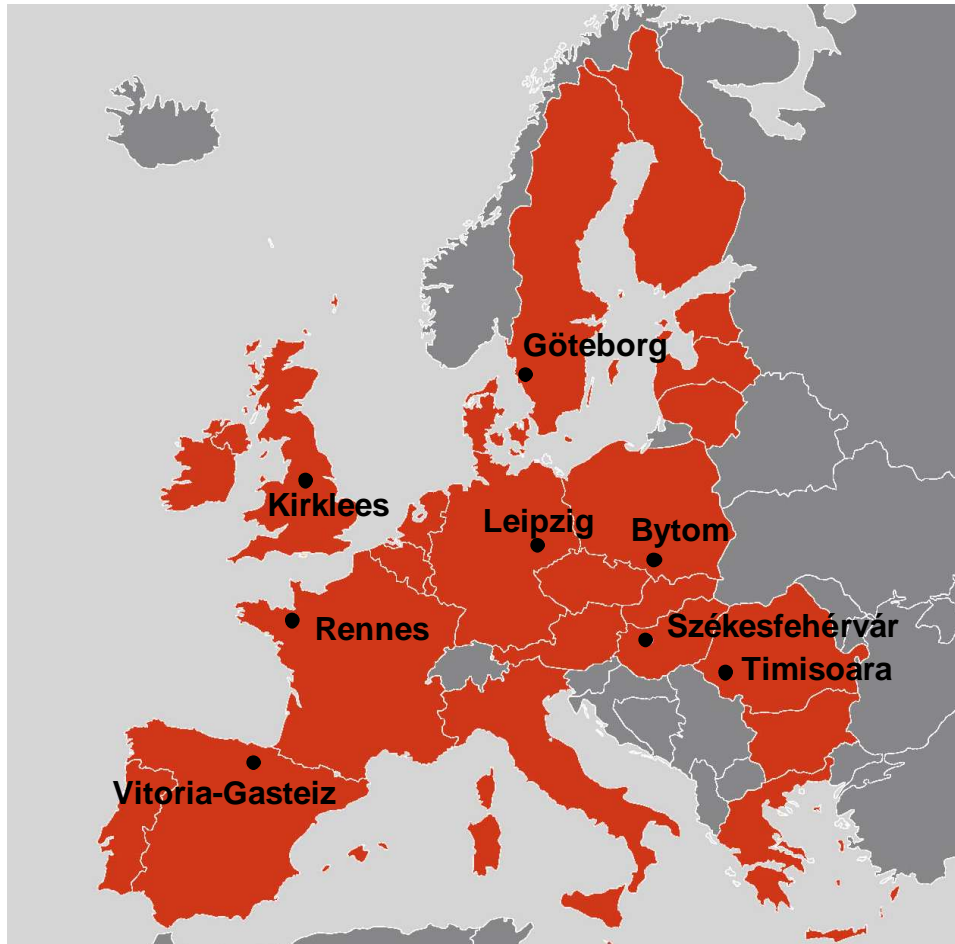 Göteborg
Kirklees
Leipzig
Bytom
Rennes
Székesfehérvár
Timisoara
Vitoria-Gasteiz